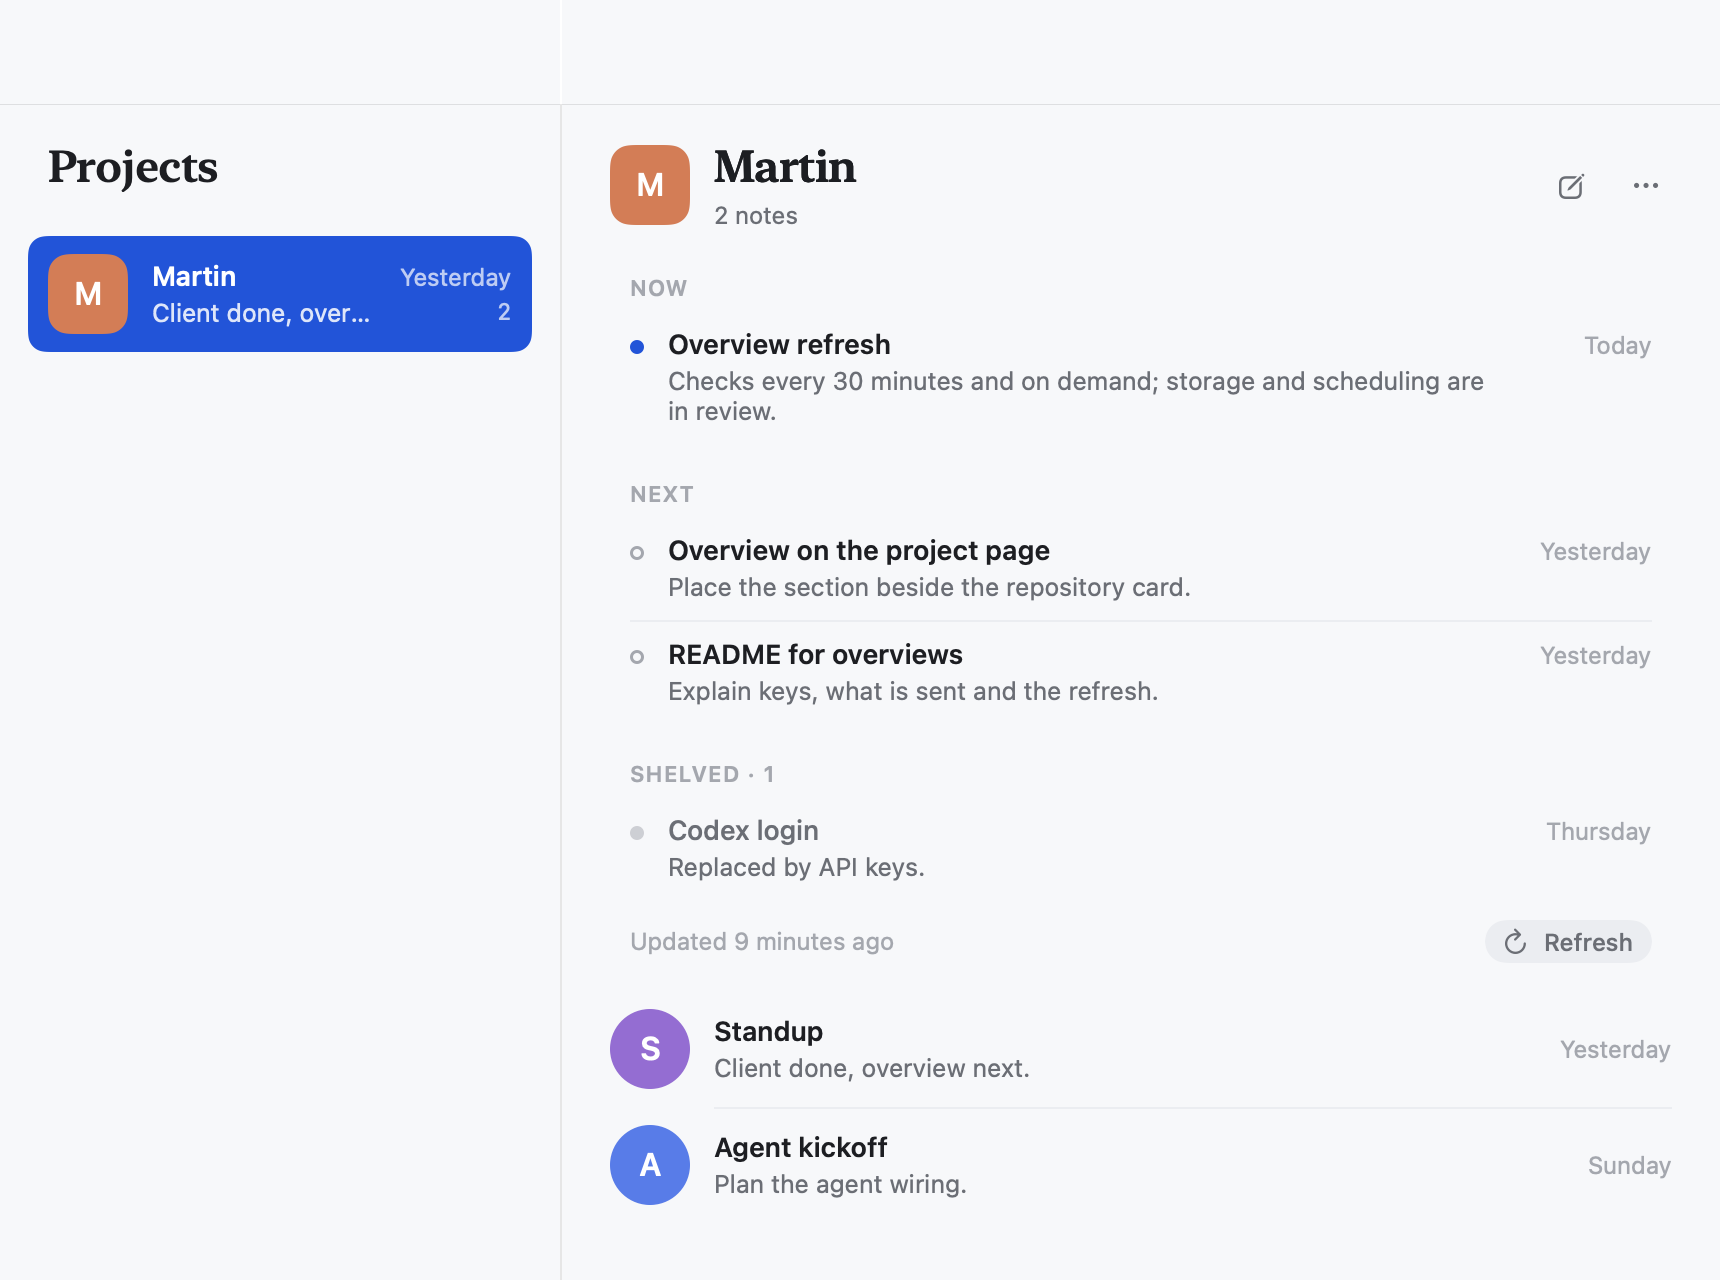 Projects
M
Martin
Yesterday
Client done, over...
2
M
Martin
2 notes
NOW
Overview refresh
Today
Checks every 30 minutes and on demand; storage and scheduling are
in review.
NEXT
Overview on the project page
Yesterday
Place the section beside the repository card.
README for overviews
Yesterday
Explain keys, what is sent and the refresh.
SHELVED · 1
Codex login
Thursday
Replaced by API keys.
Updated 9 minutes ago
Refresh
S
Standup
Yesterday
Client done, overview next.
A
Agent kickoff
Sunday
Plan the agent wiring.